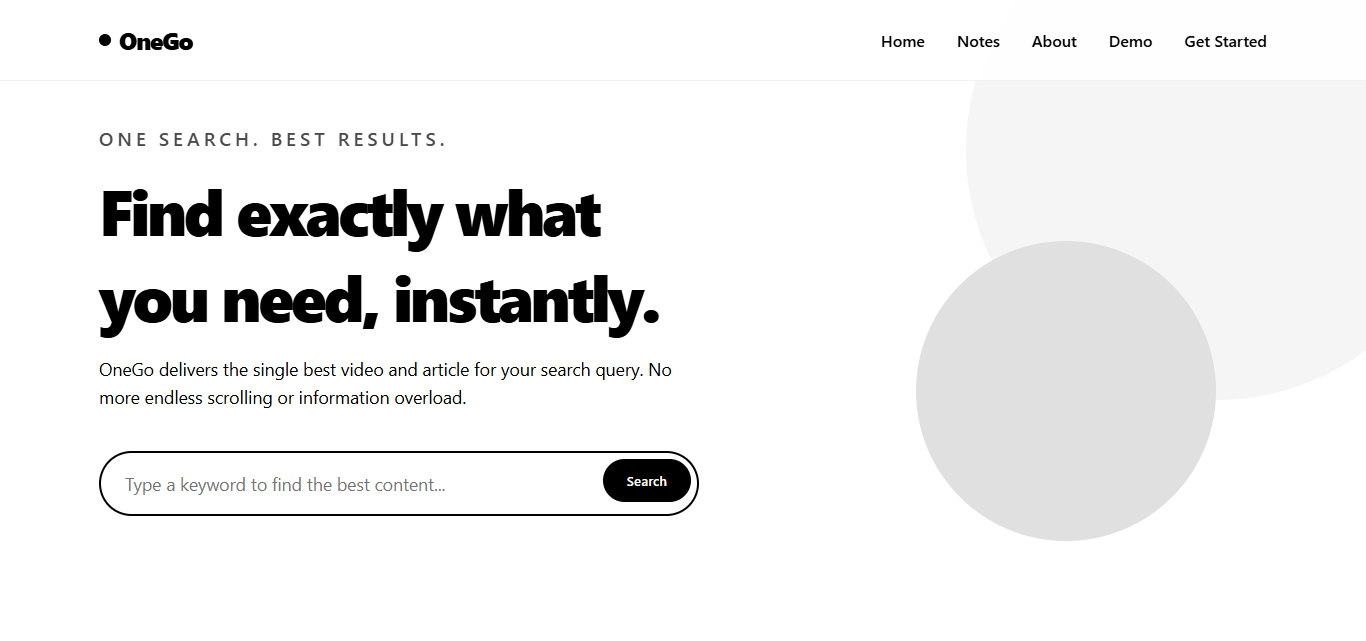 OneGo
Home Notes About Demo Get Started
ONE SEARCH. BEST RESULTS.
Find exactly what
you need, instantly.
OneGo delivers the single best video and article for your search query. No
more endless scrolling or information overload.
Type a keyword to find the best content...
Search